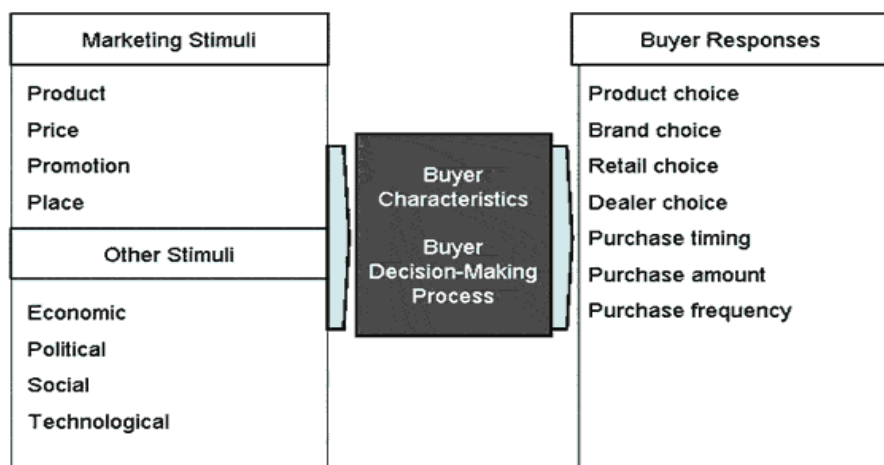 Marketing Stimuli
Product
Price
Promotion
Place
Other Stimuli
Economic
Political
Social
Technological
Buyer
Characteristics
Buyer
Decision-Making
Process
Buyer Responses
Product choice
Brand choice
Retail choice
Dealer choice
Purchase timing
Purchase amount
Purchase frequency